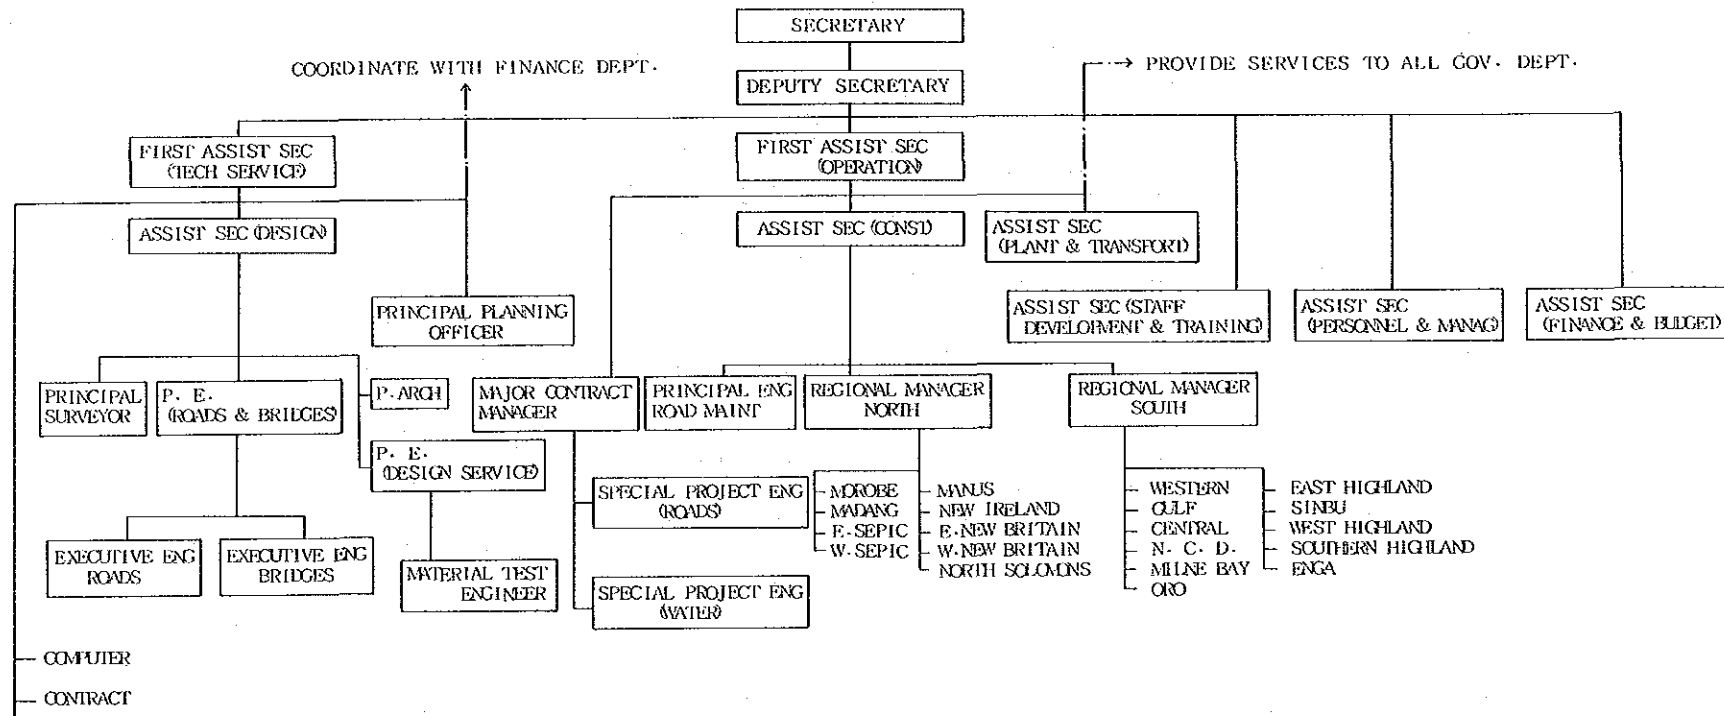 SECRETARY
COORDINATE WITH FINANCE DEPT.
PROVIDE SERVICES TO ALL GOV. DEPT.
DEPUTY SECRETARY
FIRST ASSIST SEC
(TECH SERVICE)
FIRST ASSIST SEC
(OPERATION)
ASSIST SEC (DESIGN)
ASSIST SEC (CONST)
ASSIST SEC
(PLANT & TRANSPORT)
PRINCIPAL PLANNING
OFFICER
ASSIST SEC (STAFF
DEVELOPMENT & TRAINING)
ASSIST SEC
(PERSONNEL & MANAG)
ASSIST SEC
(FINANCE & BUDGET)
PRINCIPAL
SURVEYOR
P. E.
(ROADS & BRIDGES)
P. ARCH
MAJOR CONTRACT
MANAGER
PRINCIPAL ENG
ROAD MAINT
REGIONAL MANAGER
NORTH
REGIONAL MANAGER
SOUTH
P. E.
(DESIGN SERVICE)
SPECIAL PROJECT ENG
(ROADS)
MOROBE
MADANG
E. SEPIC
W. SEPIC
MANUS
NEW IRELAND
E. NEW BRITAIN
W. NEW BRITAIN
NORTH SOLOMONS
WESTERN
GULF
CENTRAL
N. C. D.
MILNE BAY
ORO
EAST HIGHLAND
SINBU
WEST HIGHLAND
SOUTHERN HIGHLAND
ENGA
EXECUTIVE ENG
ROADS
EXECUTIVE ENG
BRIDGES
MATERIAL TEST
ENGINEER
SPECIAL PROJECT ENG
(WATER)
COMPUTER
CONTRACT